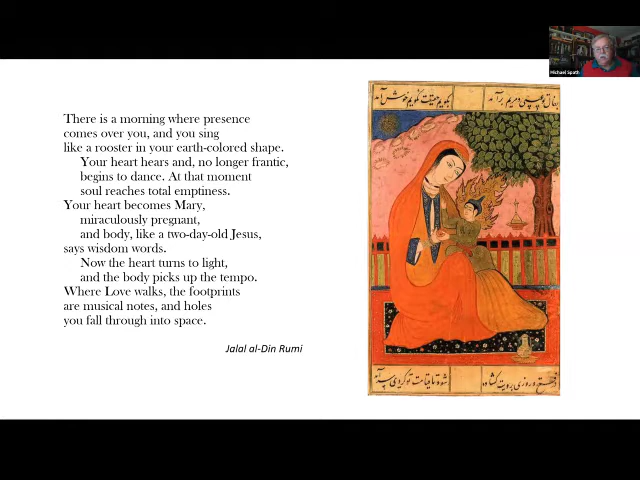 There is a morning where presence
comes over you, and you sing
like a rooster in your earth-colored shape.
Your heart hears and, no longer frantic,
begins to dance. At that moment
soul reaches total emptiness.
Your heart becomes Mary,
miraculously pregnant,
and body, like a two-day-old Jesus,
says wisdom words.
Now the heart turns to light,
and the body picks up the tempo.
Where Love walks, the footprints
are musical notes, and holes
you fall through into space.
Jalal al-Din Rumi
Michael Spath